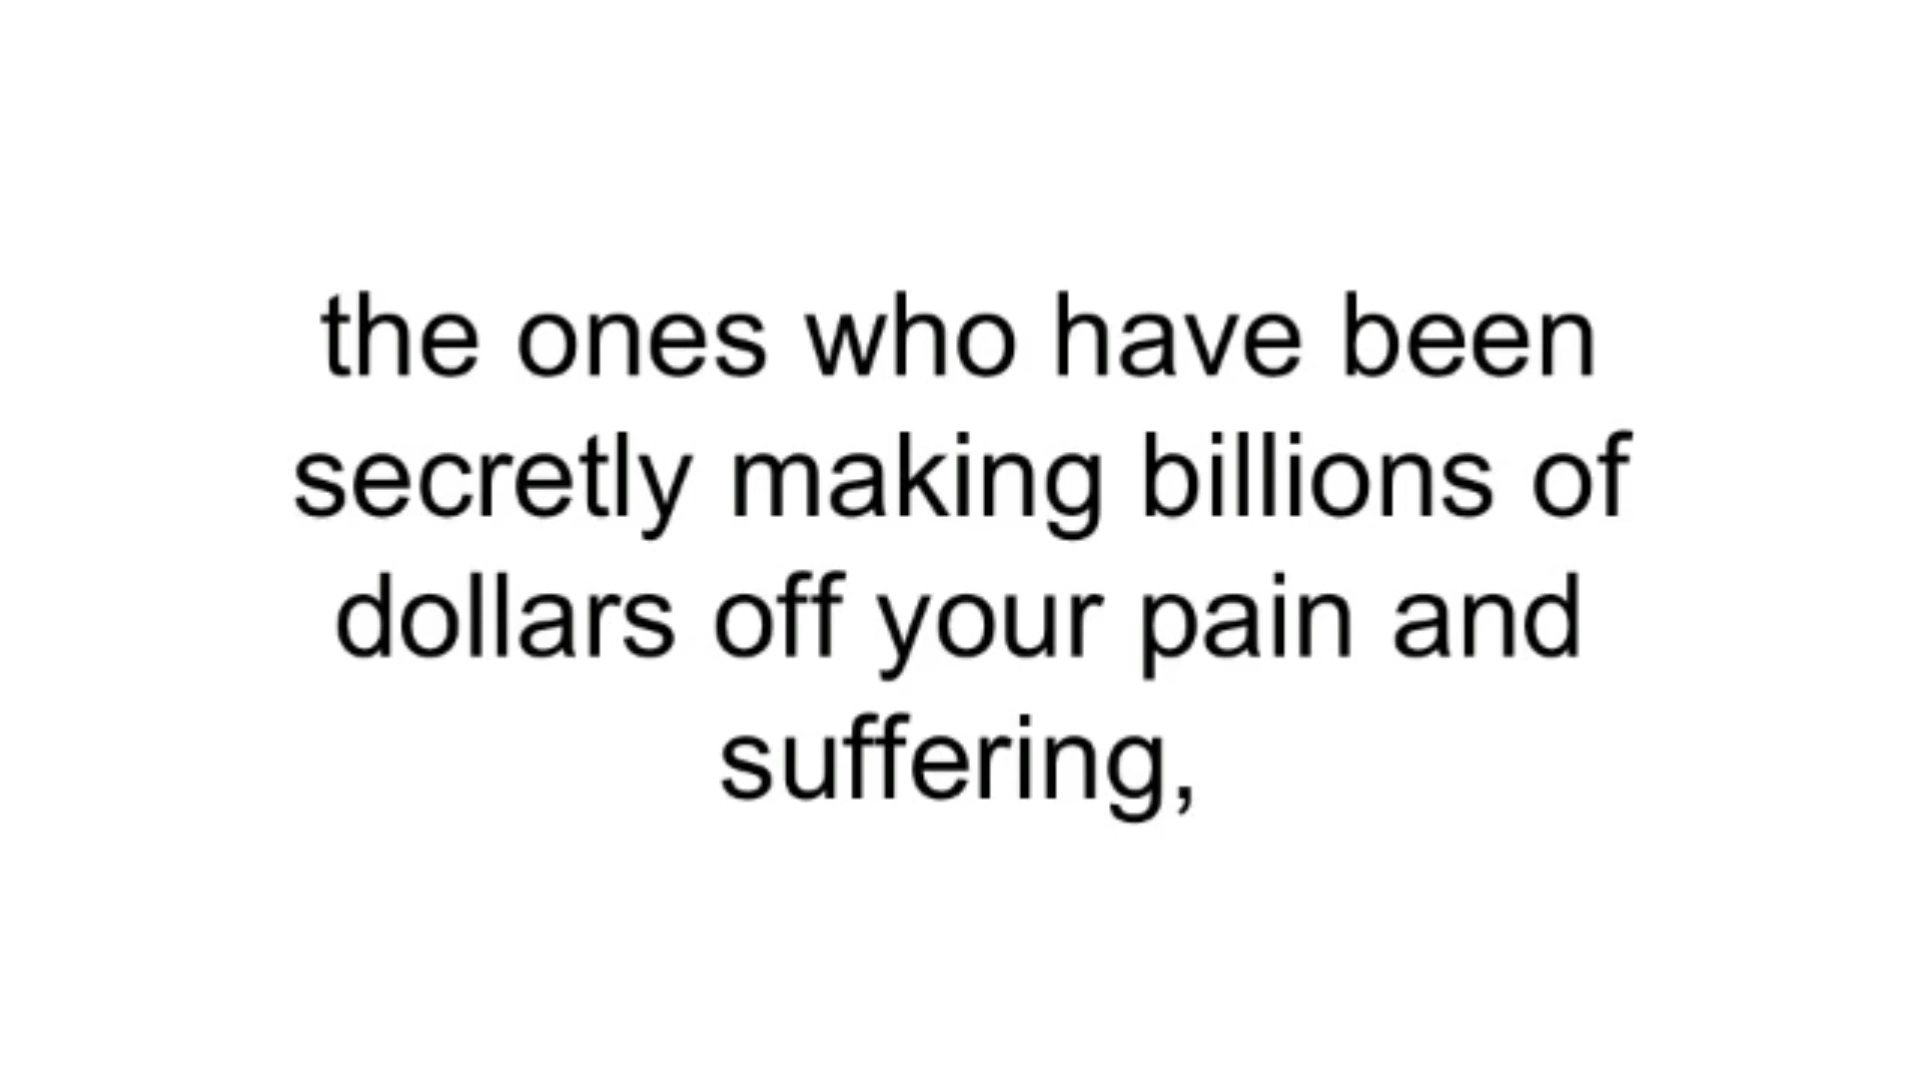 the ones who have been
secretly making billions of
dollars off your pain and
suffering,